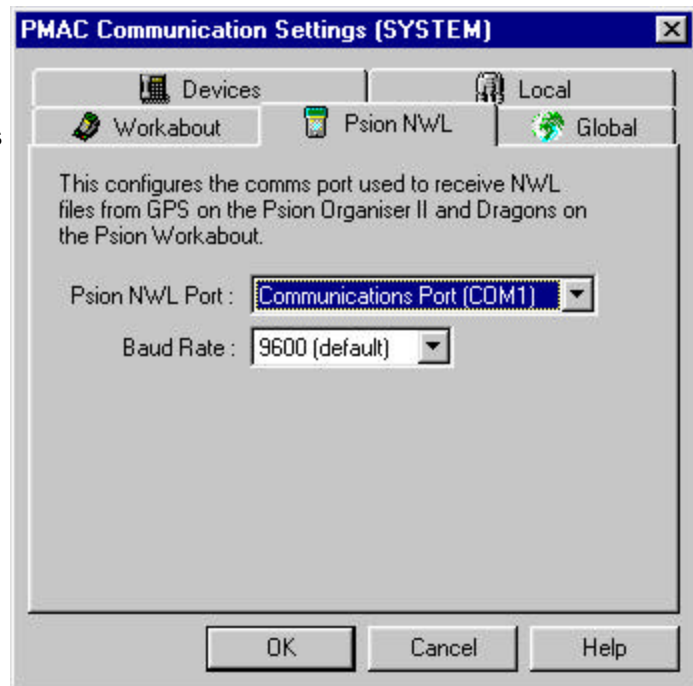 PMAC Communication Settings (SYSTEM)
Devices Local
Workabout Psion NWL Global
s
This configures the comms port used to receive NWL
files from GPS on the Psion Organiser II and Dragons on
the Psion Workabout.
Psion NWL Port : Communications Port (COM1)
Baud Rate : 9600 (default)
OK Cancel Help